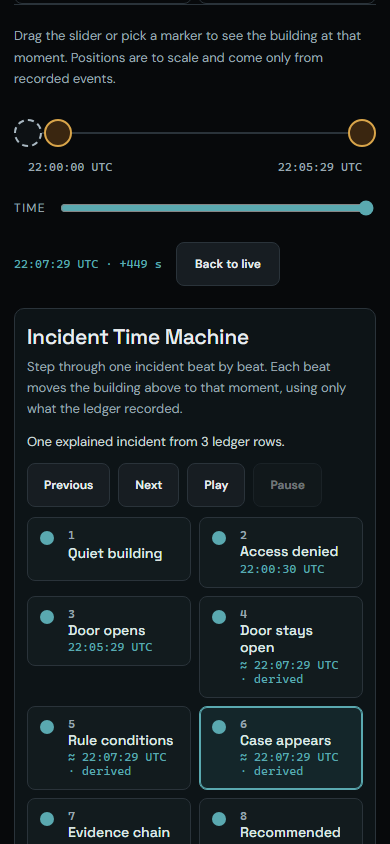 Drag the slider or pick a marker to see the building at that
moment. Positions are to scale and come only from
recorded events.
22:00:00 UTC
22:05:29 UTC
TIME
22:07:29 UTC · +449 s
Back to live
Incident Time Machine
Step through one incident beat by beat. Each beat
moves the building above to that moment, using only
what the ledger recorded.
One explained incident from 3 ledger rows.
Previous
Next
Play
Pause
1
Quiet building
2
Access denied
22:00:30 UTC
3
Door opens
22:05:29 UTC
4
Door stays
open
≈ 22:07:29 UTC
· derived
5
Rule conditions
≈ 22:07:29 UTC
· derived
6
Case appears
≈ 22:07:29 UTC
· derived
7
Evidence chain
8
Recommended